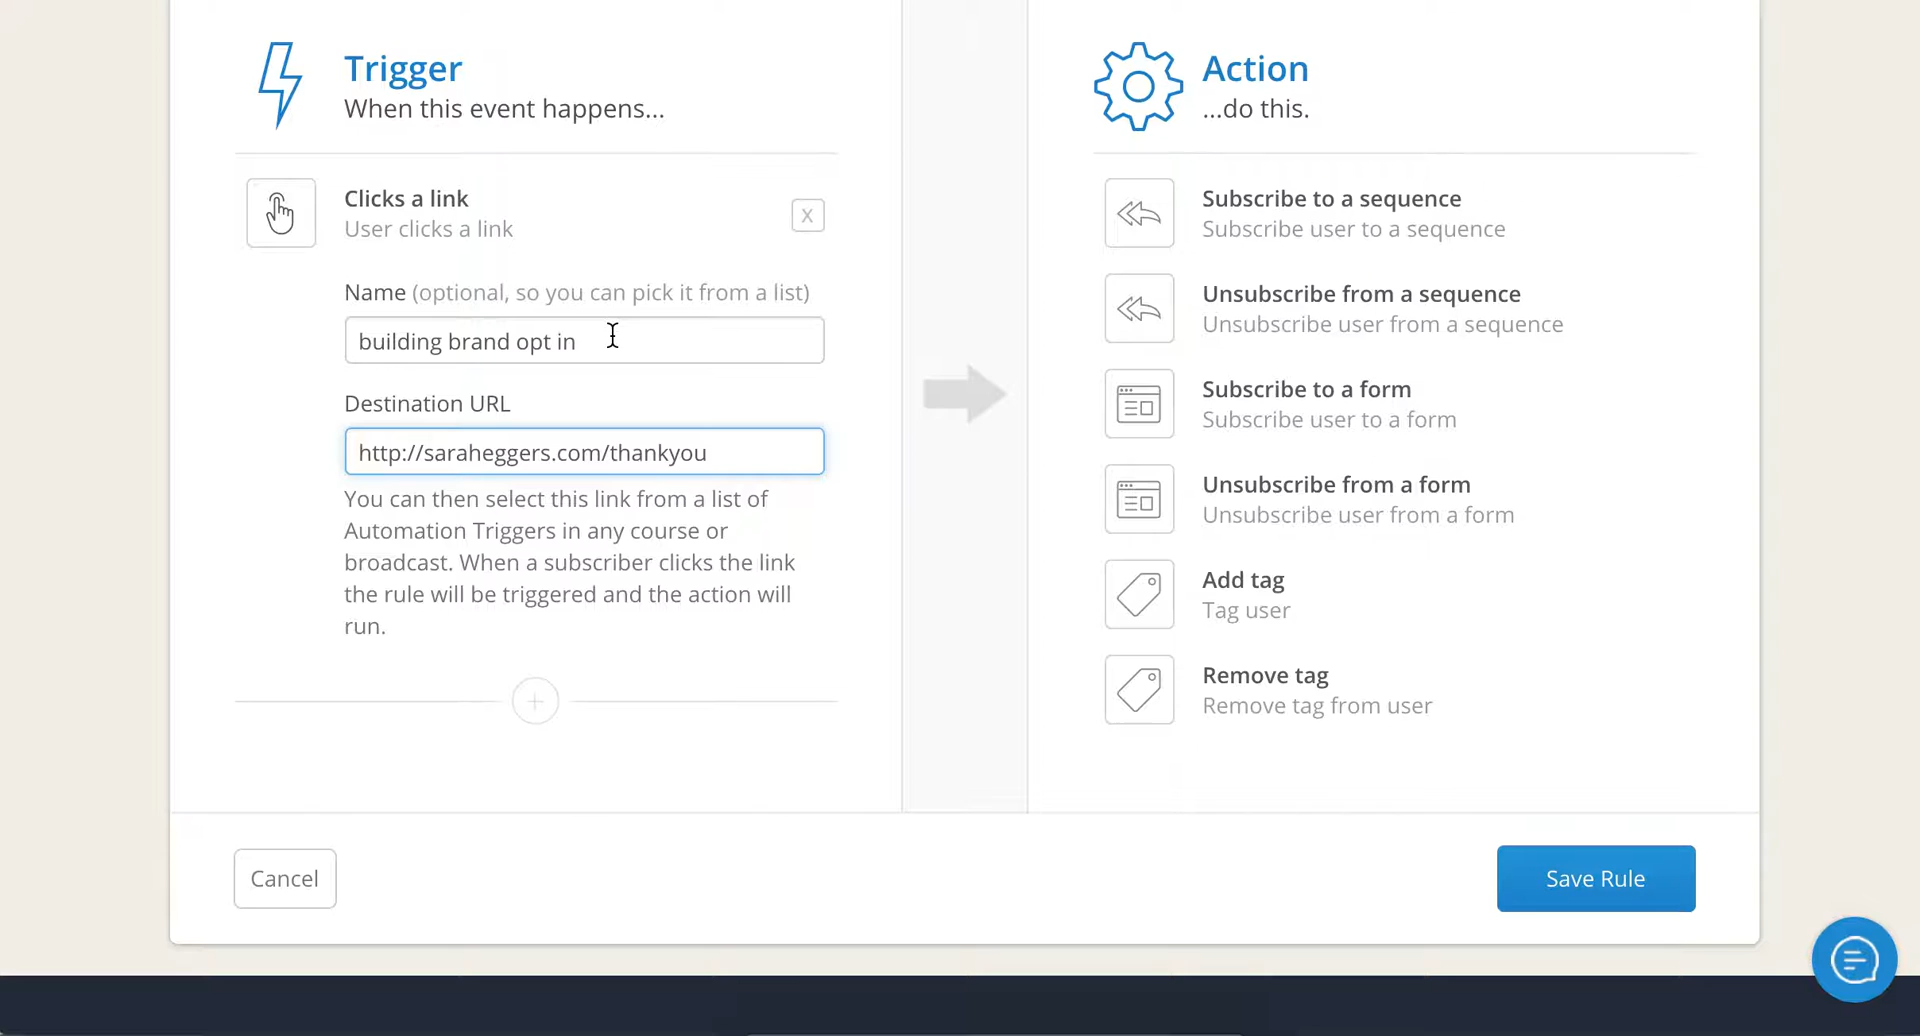 Trigger
When this event happens...
Clicks a link
User clicks a link
X
Name (optional, so you can pick it from a list)
building brand opt in
Destination URL
http://saraheggers.com/thankyou
You can then select this link from a list of
Automation Triggers in any course or
broadcast. When a subscriber clicks the link
the rule will be triggered and the action will
run.
Action
...do this.
Subscribe to a sequence
Subscribe user to a sequence
Unsubscribe from a sequence
Unsubscribe user from a sequence
Subscribe to a form
Subscribe user to a form
Unsubscribe from a form
Unsubscribe user from a form
Add tag
Tag user
Remove tag
Remove tag from user
Cancel
Save Rule